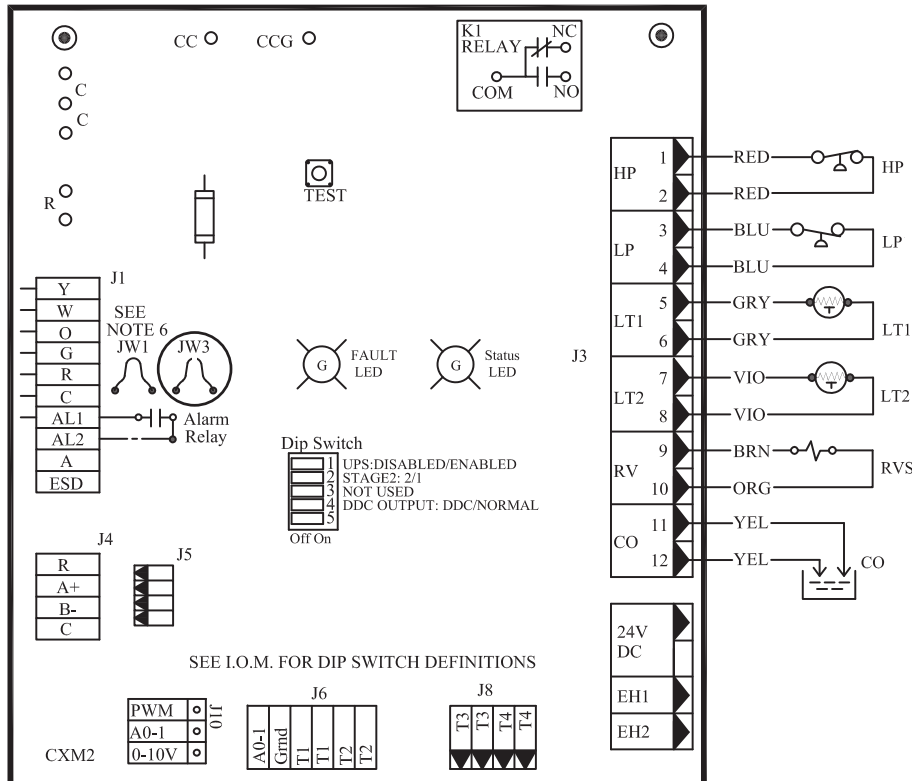 CC
CCG
K1
RELAY
NC
COM
NO
C
C
R
TEST
HP
1
RED
2
RED
HP
LP
3
BLU
4
BLU
LP
LT1
5
GRY
6
GRY
LT1
LT2
7
VIO
8
VIO
LT2
RV
9
BRN
10
ORG
RVS
CO
11
YEL
12
YEL
CO
J3
J1
Y
W
O
G
R
C
AL1
AL2
A
ESD
SEE
NOTE 6
JW1
JW3
Alarm
Relay
G
FAULT
LED
G
Status
LED
Dip Switch
1 UPS:DISABLED/ENABLED
2 STAGE2: 2/1
3 NOT USED
4 DDC OUTPUT: DDC/NORMAL
5
Off On
J4
R
A+
B-
C
J5
24V
DC
EH1
EH2
SEE I.O.M. FOR DIP SWITCH DEFINITIONS
J10
PWM
A0-1
0-10V
CXM2
J6
A0-1
Grnd
T1
T1
T2
T2
J8
T3
T3
T4
T4